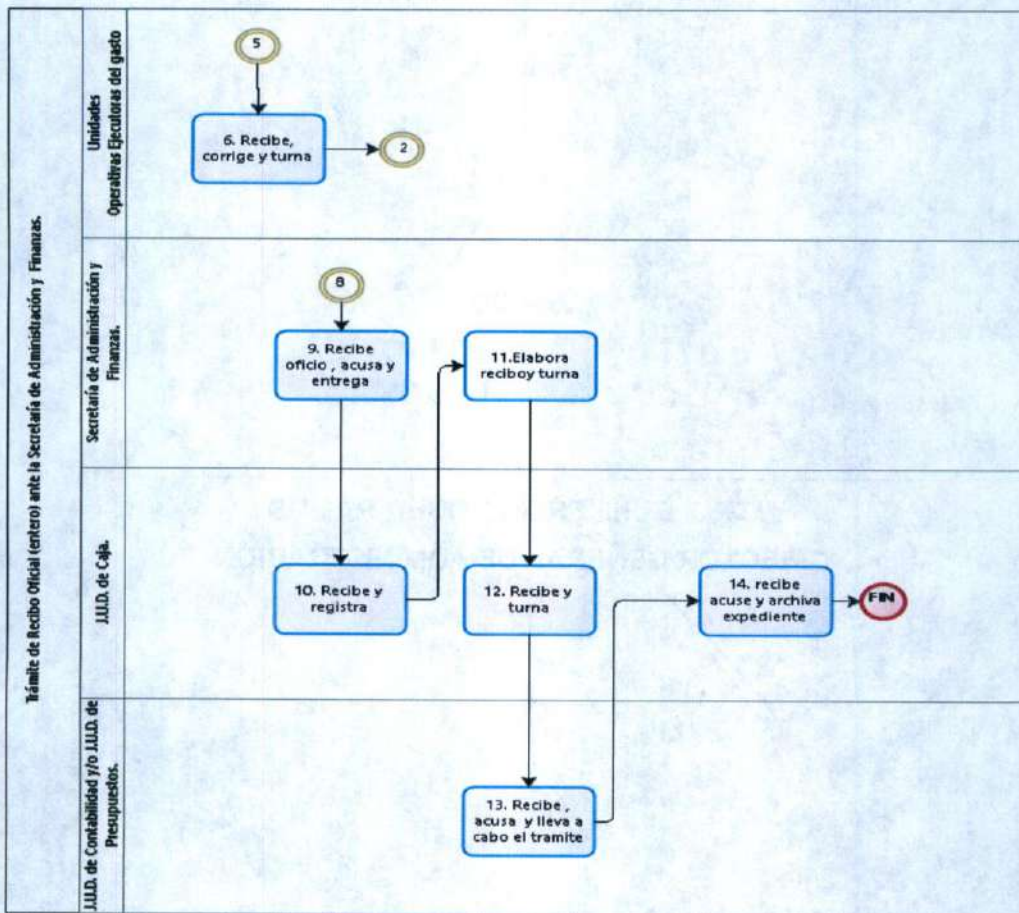 Trámite de Recibo Oficial (entero) ante la Secretaría de Administración y Finanzas.
Unidades
Operativas Ejecutoras del gasto
5
6. Recibe,
corrige y turna
2
Secretaría de Administración y
Finanzas.
8
9. Recibe
oficio , acusa y
entrega
11.Elabora
reciboy turna
J.U.D. de Caja.
10. Recibe y
registra
12. Recibe y
turna
14. recibe
acuse y archiva
expediente
FIN
J.U.D. de Contabilidad y/o J.U.D. de
Presupuestos.
13. Recibe ,
acusa y lleva a
cabo el tramite